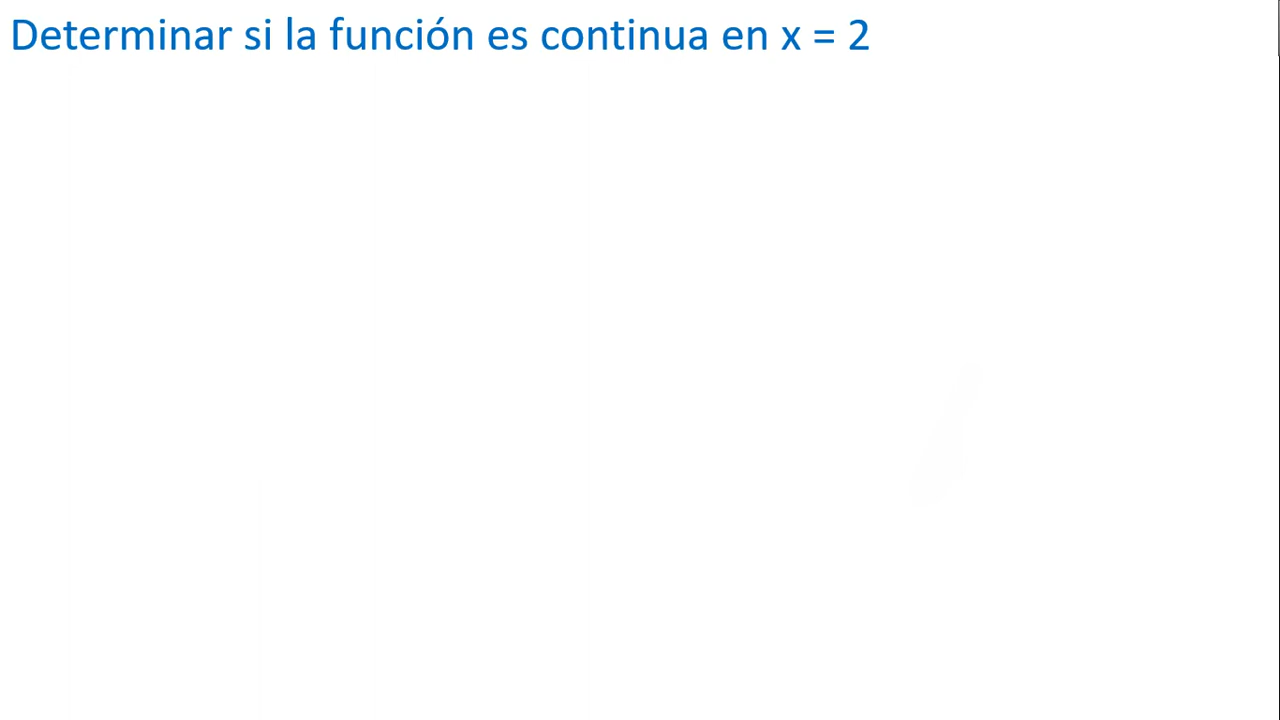 Determinar si la función es continua en x = 2